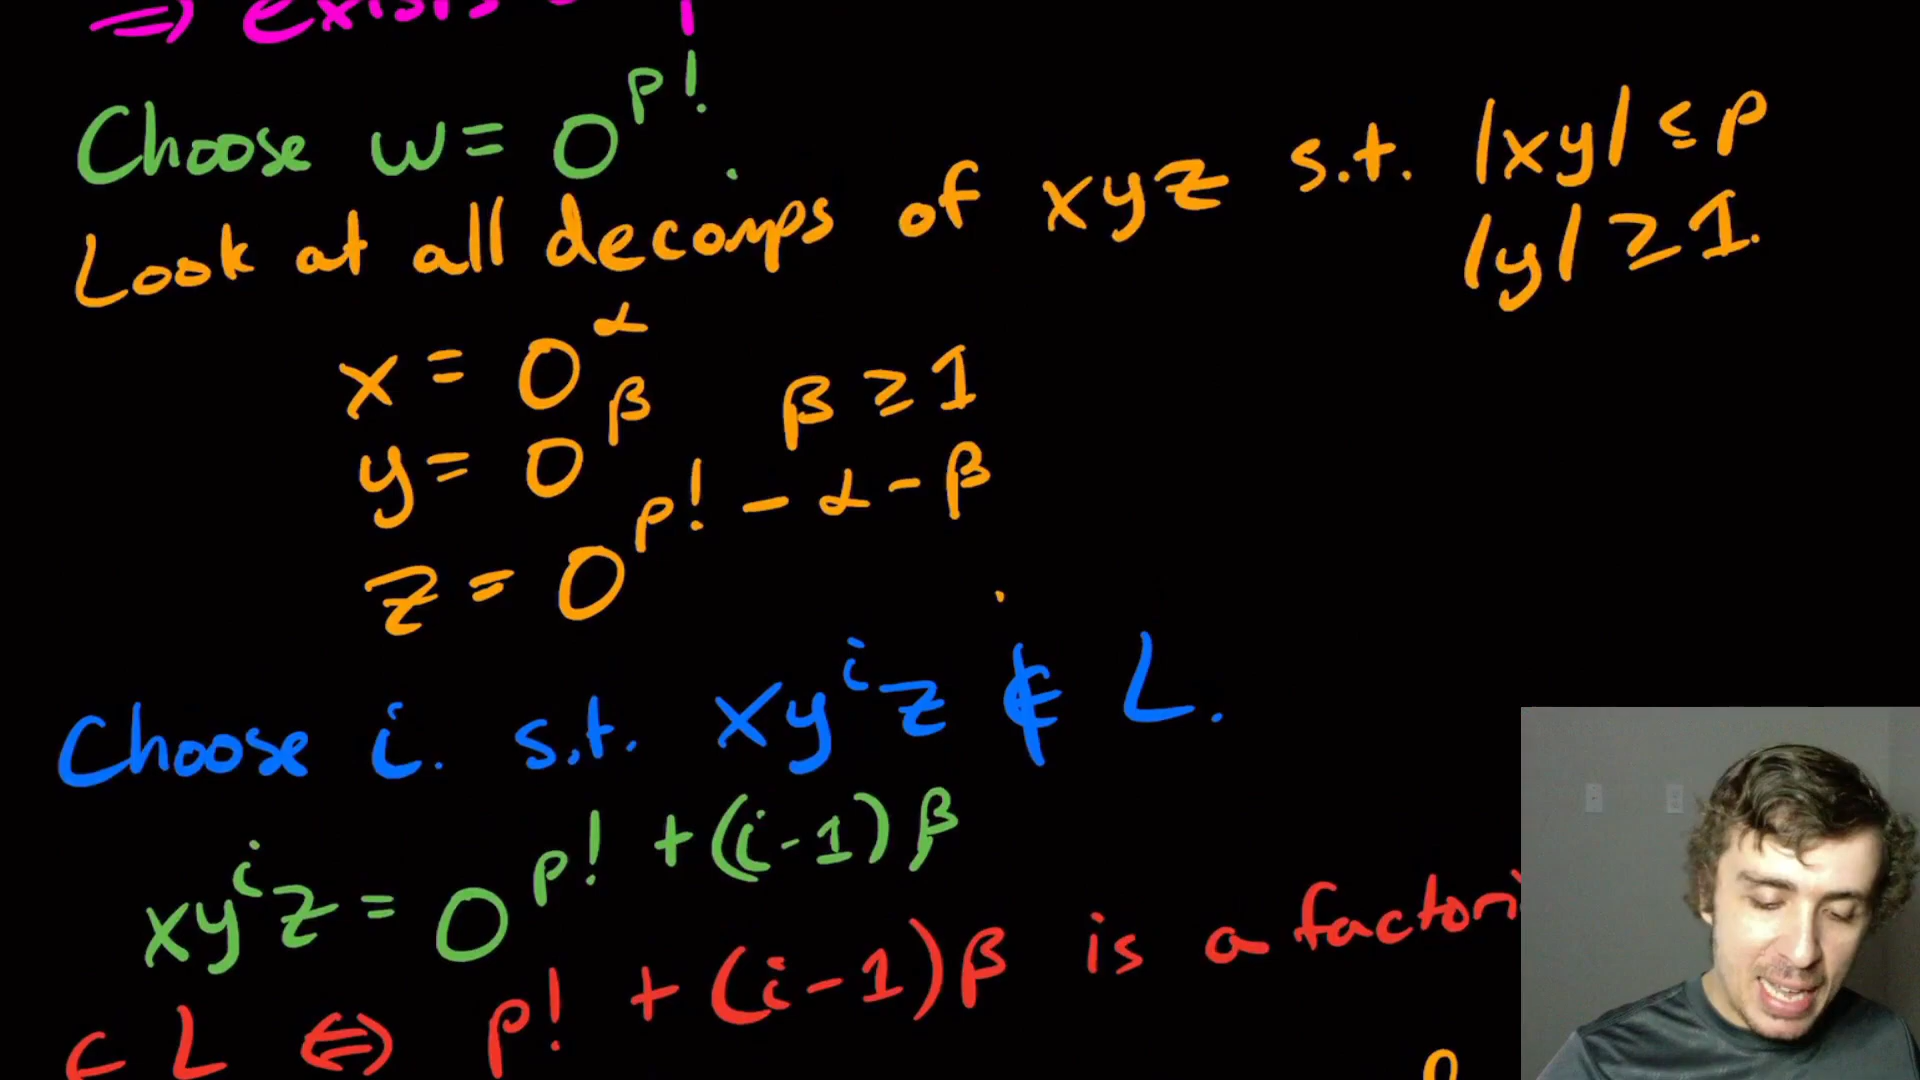 ⇒ exists
Choose w = 0^{p!}.
Look at all decomps of xyz s.t. |xy| ≤ p
|y| ≥ 1.
x = 0^α
y = 0^β β ≥ 1
z = 0^{p! - α - β}
Choose i. s.t. xy^i z ∉ L.
xy^i z = 0^{p! + (i-1)β}
L ⇔ p! + (i-1)β is a factori